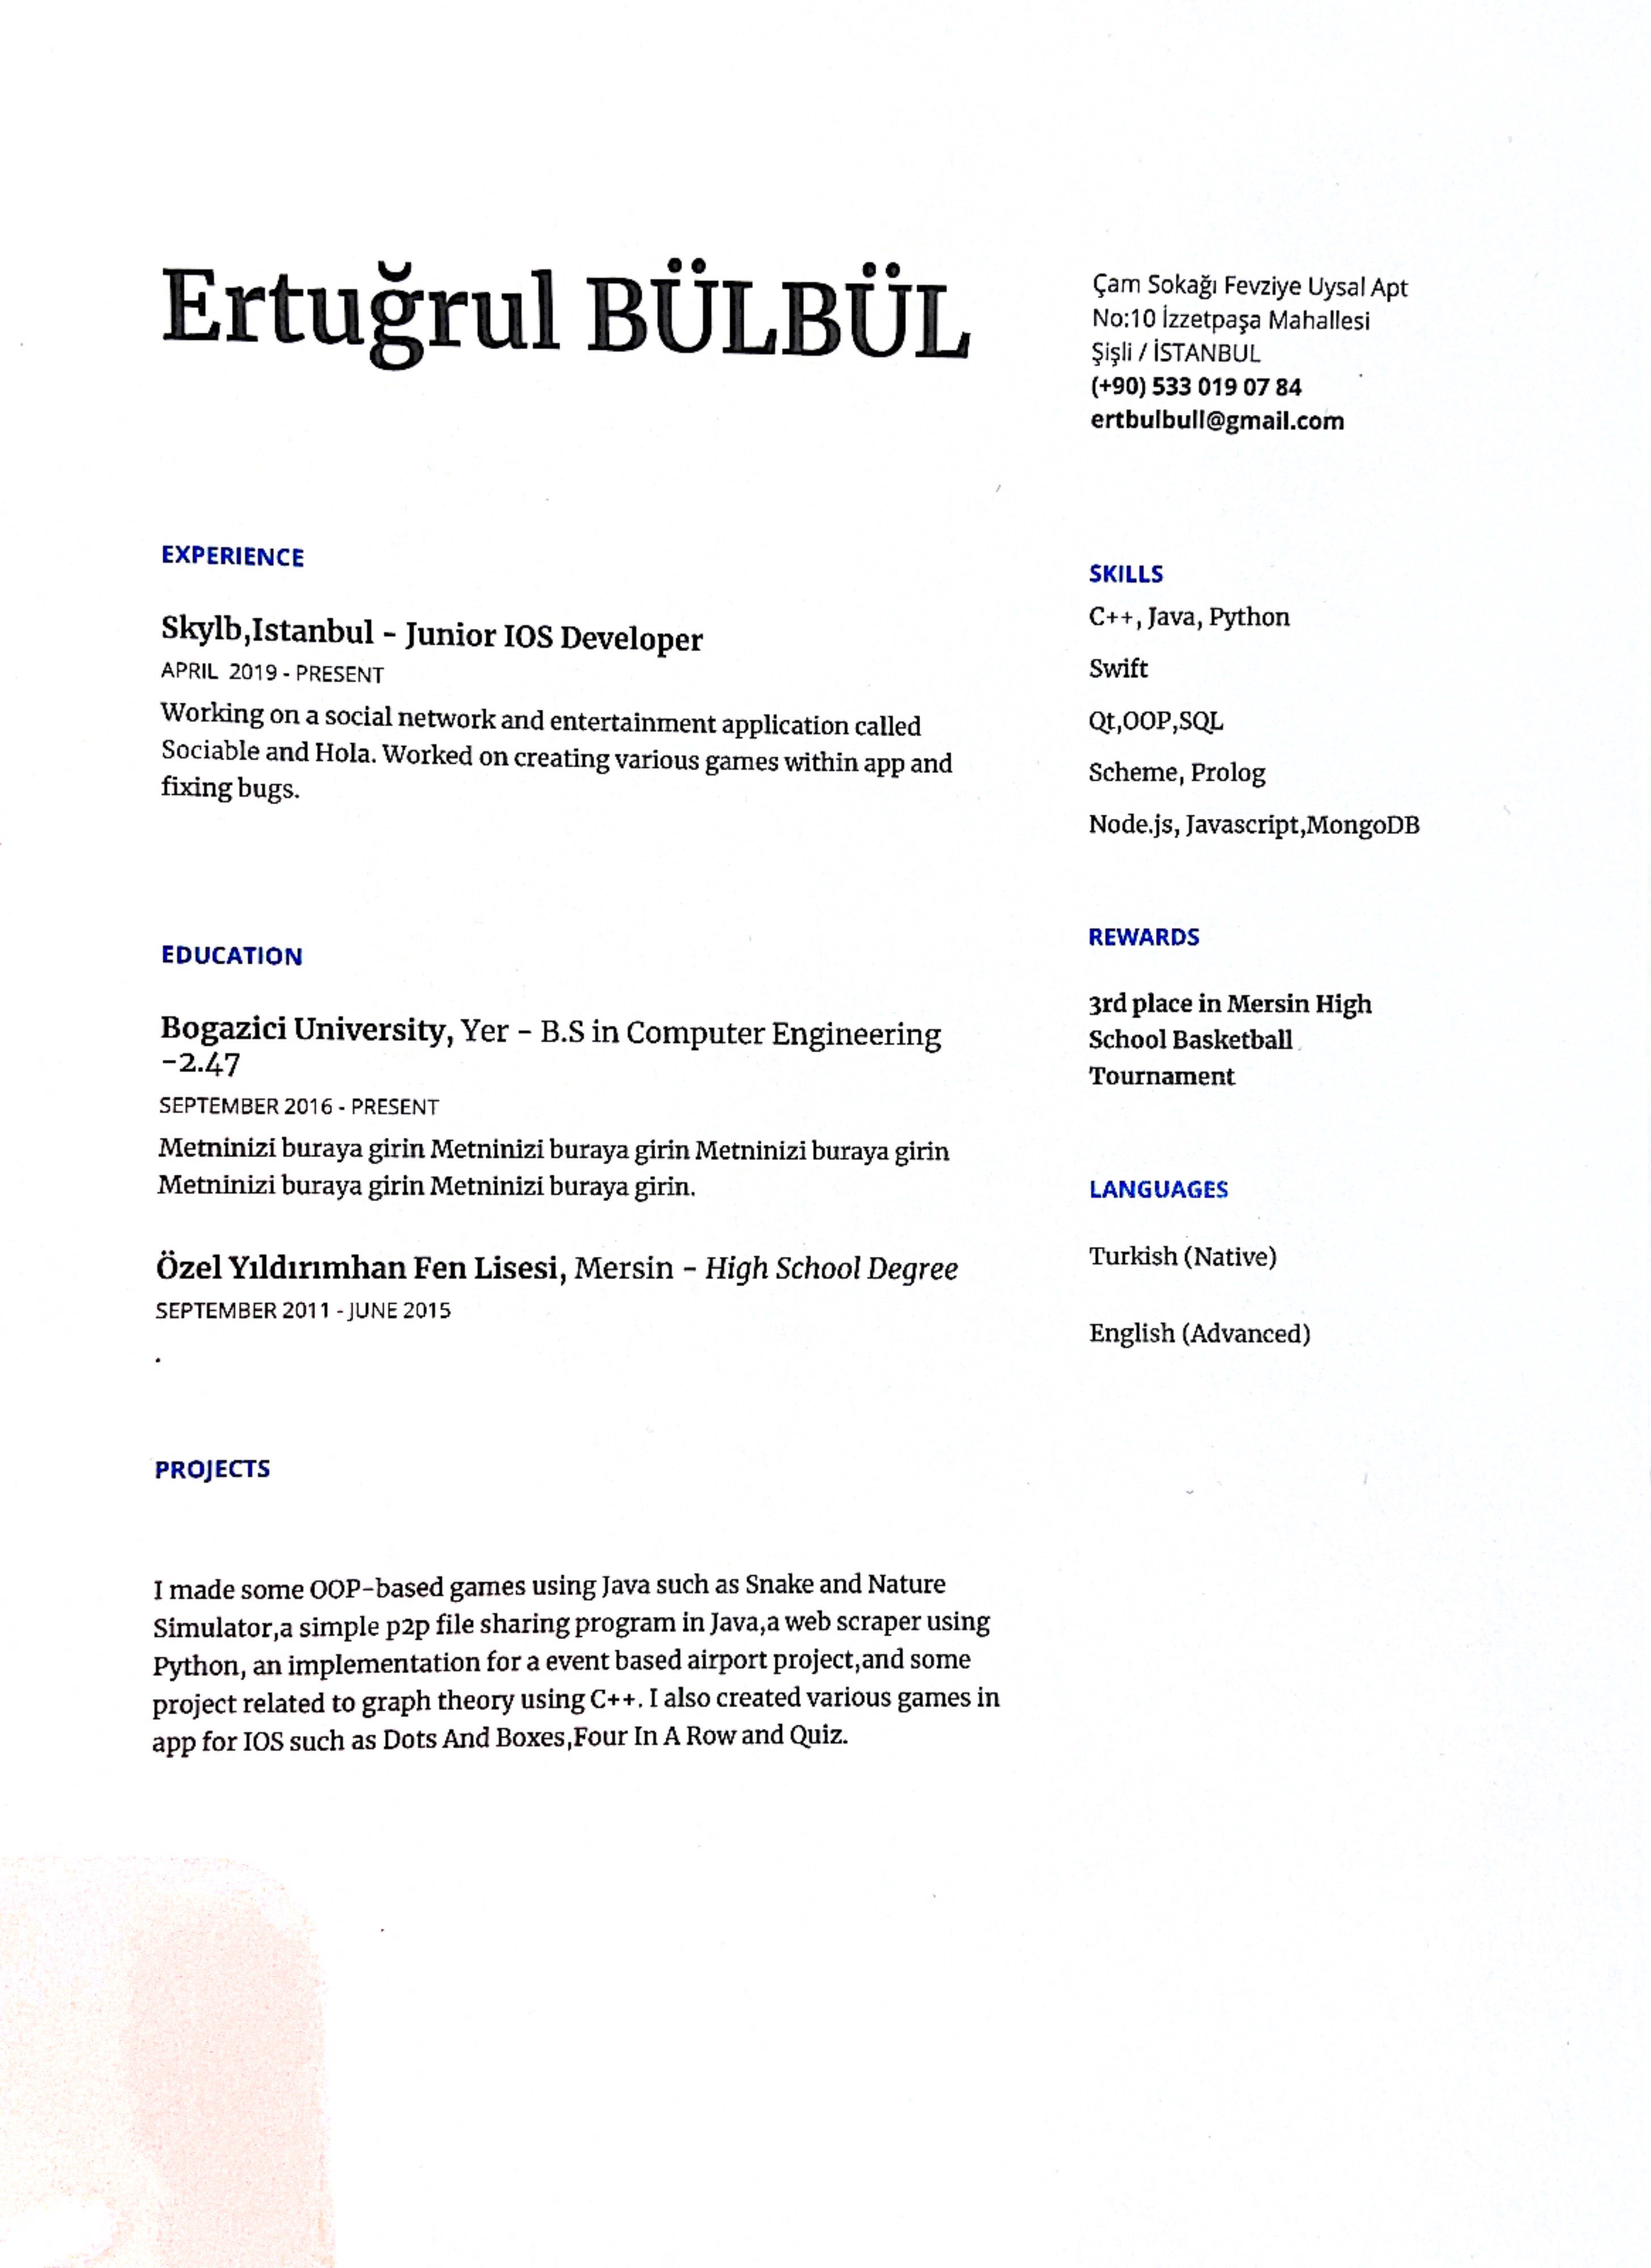 Ertuğrul BÜLBÜL
Çam Sokağı Fevziye Uysal Apt
No:10 İzzetpaşa Mahallesi
Şişli / İSTANBUL
(+90) 533 019 07 84
ertbulbull@gmail.com
EXPERIENCE
Skylb,Istanbul - Junior IOS Developer
APRIL 2019 - PRESENT
Working on a social network and entertainment application called
Sociable and Hola. Worked on creating various games within app and
fixing bugs.
EDUCATION
Bogazici University, Yer - B.S in Computer Engineering
-2.47
SEPTEMBER 2016 - PRESENT
Metninizi buraya girin Metninizi buraya girin Metninizi buraya girin
Metninizi buraya girin Metninizi buraya girin.
Özel Yıldırımhan Fen Lisesi, Mersin - High School Degree
SEPTEMBER 2011 - JUNE 2015
.
PROJECTS
I made some OOP-based games using Java such as Snake and Nature
Simulator,a simple p2p file sharing program in Java,a web scraper using
Python, an implementation for a event based airport project,and some
project related to graph theory using C++. I also created various games in
app for IOS such as Dots And Boxes,Four In A Row and Quiz.
SKILLS
C++, Java, Python
Swift
Qt,OOP,SQL
Scheme, Prolog
Node.js, Javascript,MongoDB
REWARDS
3rd place in Mersin High
School Basketball
Tournament
LANGUAGES
Turkish (Native)
English (Advanced)